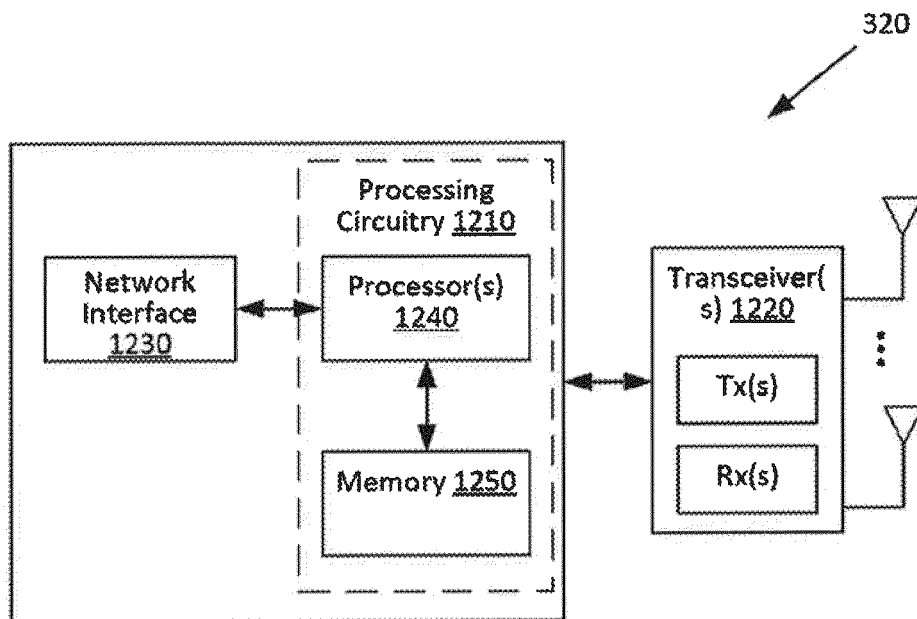 320
Processing
Circuitry 1210
Network
Interface
1230
Processor(s)
1240
Memory 1250
Transceiver(
s) 1220
Tx(s)
Rx(s)